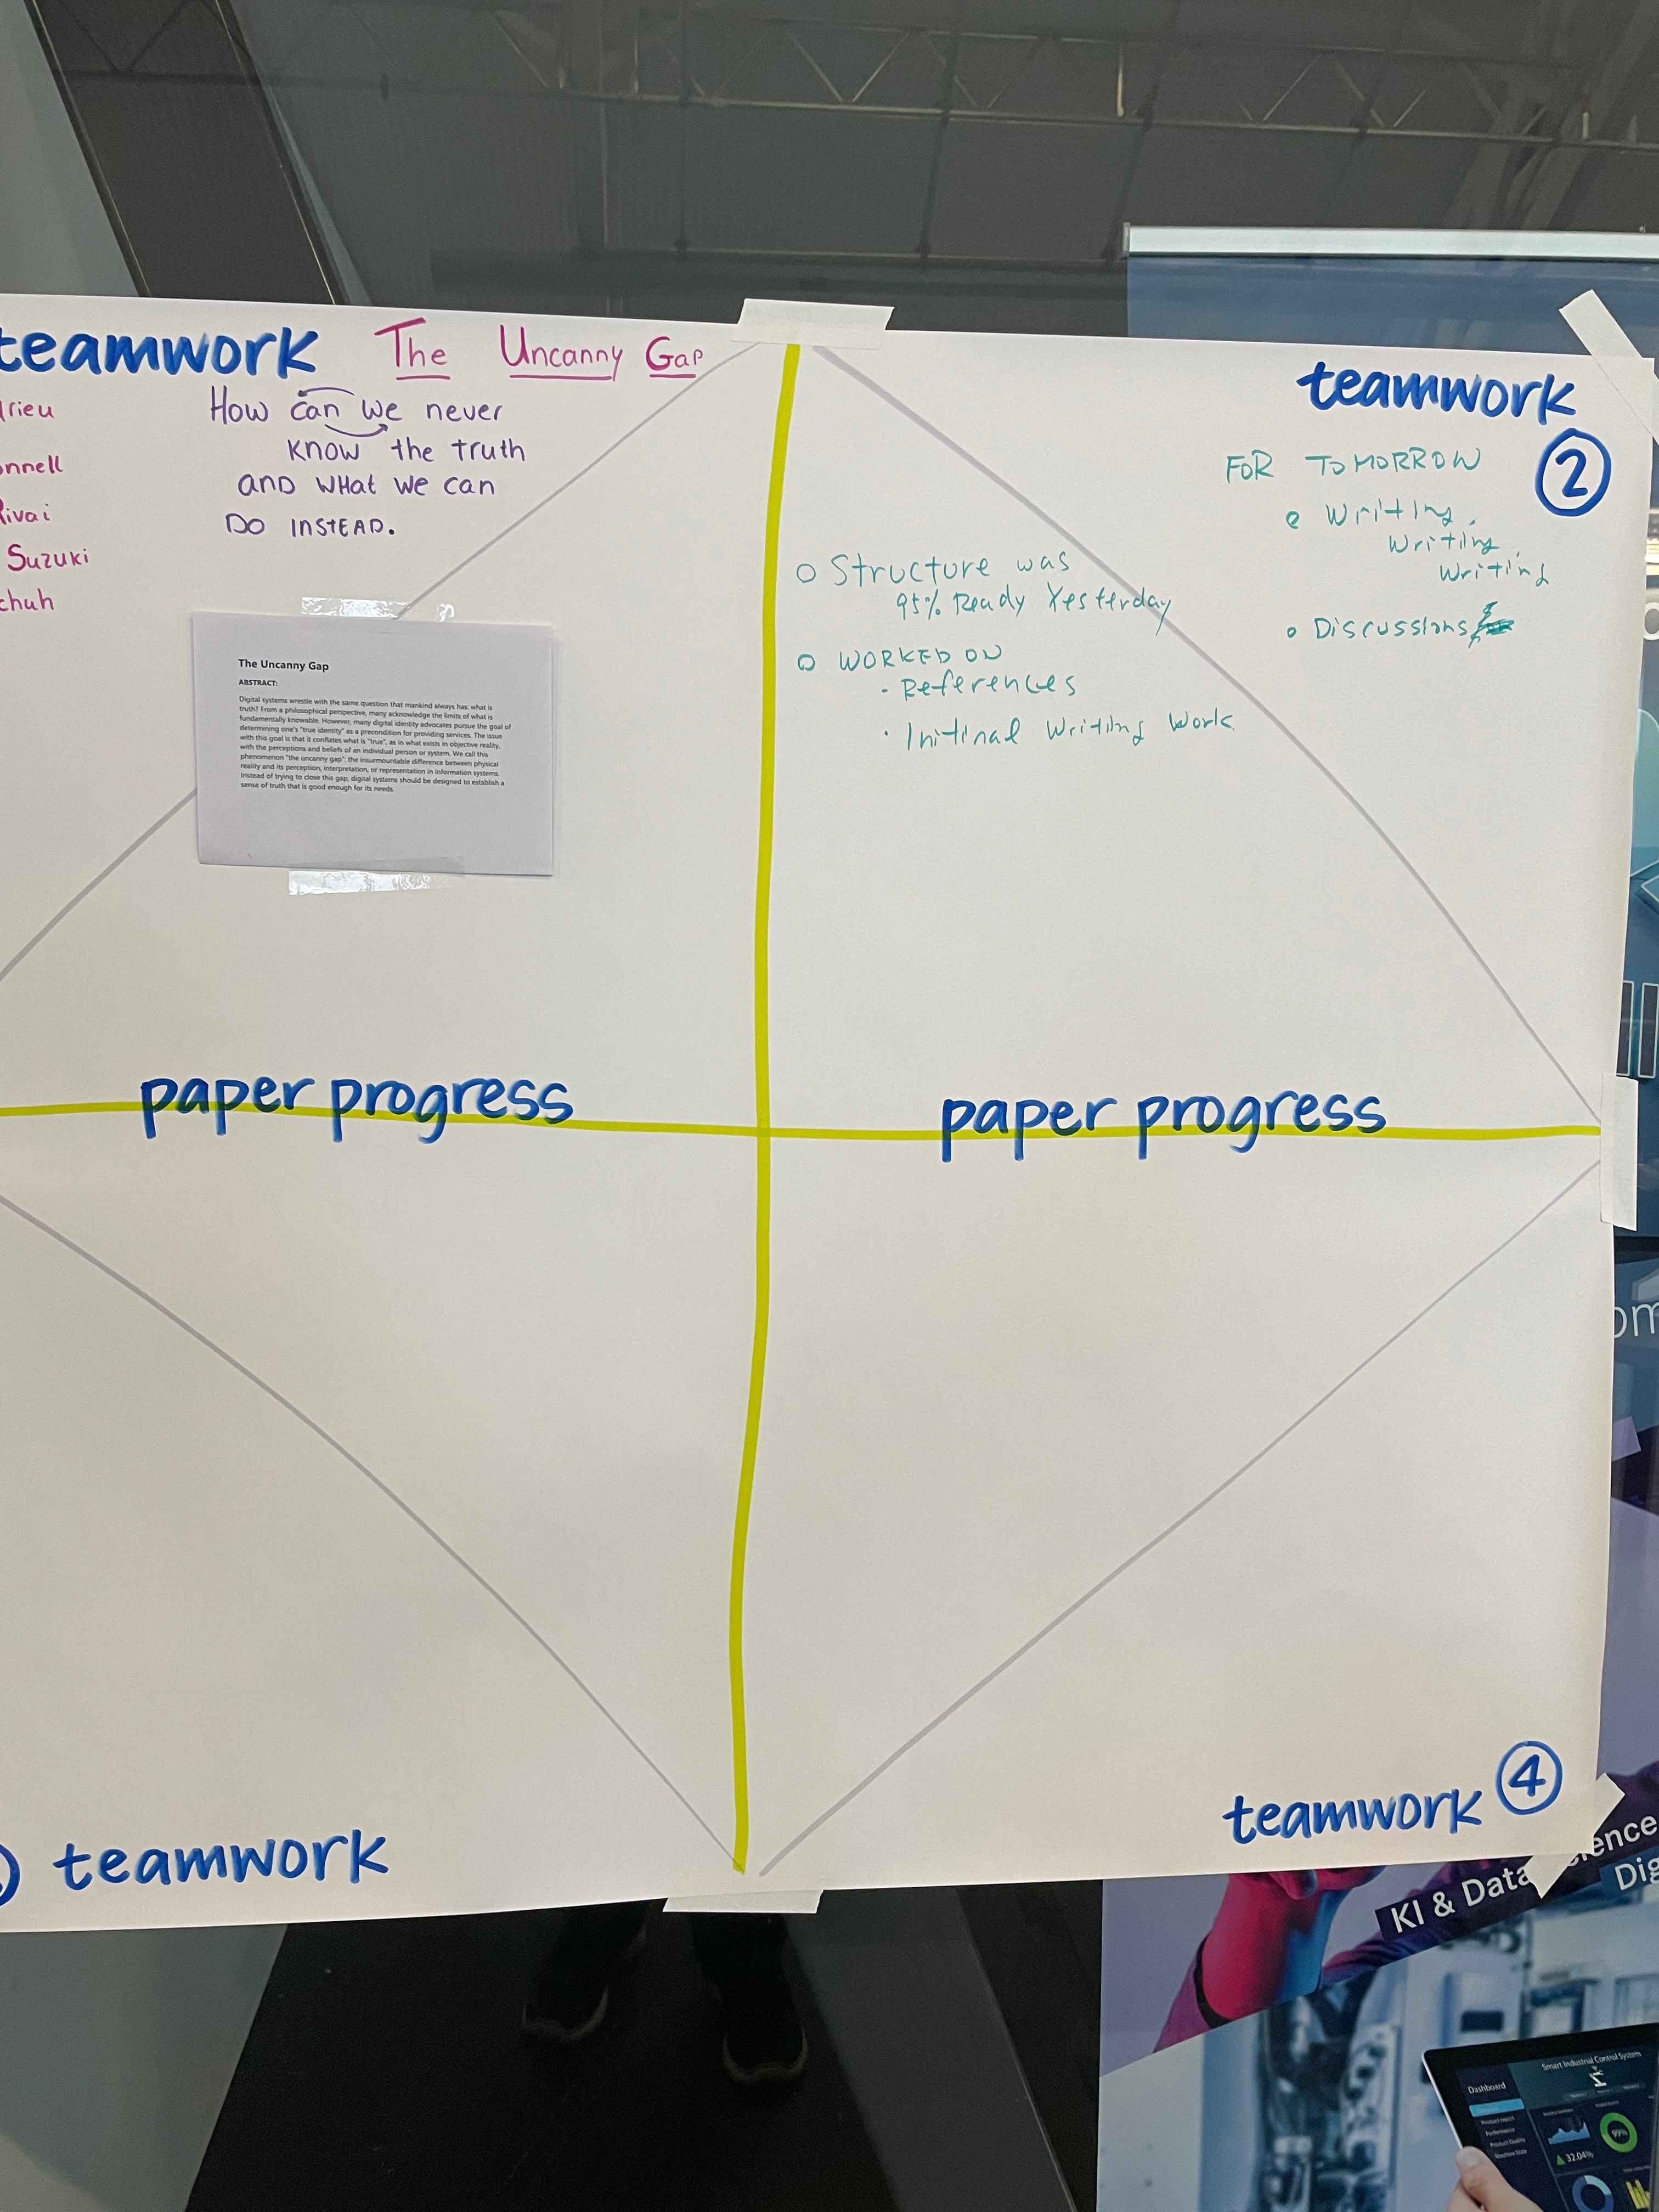 teamwork The Uncanny Gap
How can we never
know the truth
and what we can
do instead.
rieu
nnell
Rivai
Suzuki
chuh
The Uncanny Gap
ABSTRACT:
Digital systems wrestle with the same question that mankind always has: what is
truth? From a philosophical perspective, many acknowledge the limits of what is
fundamentally knowable. However, many digital identity advocates pursue the goal of
determining one's "true identity" as a precondition for providing services. The issue
with this goal is that it conflates what is "true", as in what exists in objective reality,
with the perceptions and beliefs of an individual person or system. We call this
phenomenon "the uncanny gap": the insurmountable difference between physical
reality and its perception, interpretation, or representation in information systems.
Instead of trying to close this gap, digital systems should be designed to establish a
sense of truth that is good enough for its needs.
paper progress
teamwork
2
FOR TOMORROW
Writing,
Writing,
Writing
Discussions
Structure was
95% Ready Yesterday
WORKED ON
· References
· Initinal Writing Work
paper progress
teamwork
teamwork 4
KI & Data
ence
Dig
om
Smart Industrial Control System
Dashboard
32.04%
99%